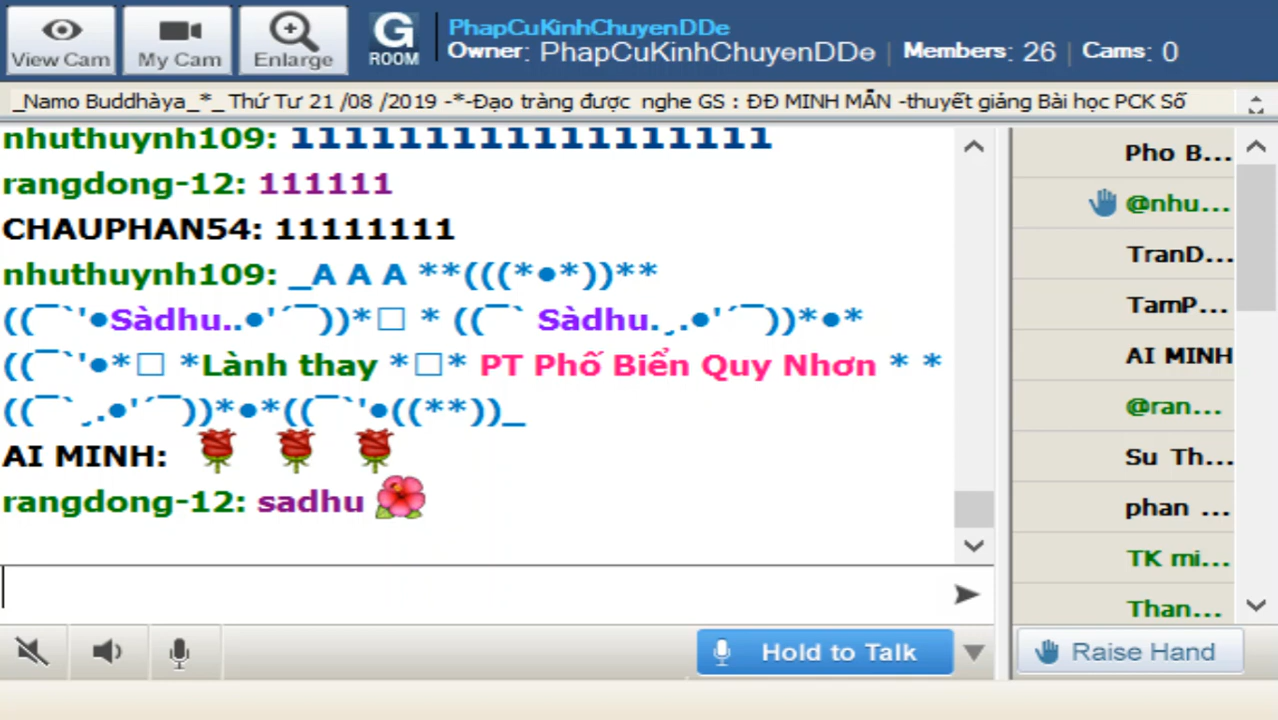 View Cam
My Cam
Enlarge
G
ROOM
PhapCuKinhChuyenDDe
Owner: PhapCuKinhChuyenDDe | Members: 26 | Cams: 0
_Namo Buddhàya_*_ Thứ Tư 21 /08 /2019 -*-Đạo tràng được nghe GS : ĐĐ MINH MẪN -thuyết giảng Bài học PCK Số
nhuthuynh109: 111111111111111111
rangdong-12: 111111
CHAUPHAN54: 11111111
nhuthuynh109: _A A A **(((*●*))**
((¯`'●Sàdhu..●'´¯))*□ * ((¯` Sàdhu.¸.●'´¯))*●*
((¯`'●*□ *Lành thay *□* PT Phố Biển Quy Nhơn * *
((¯`¸.●'´¯))*●*((¯`'●((**))_
AI MINH:
rangdong-12: sadhu
Pho B...
@nhu...
TranD...
TamP...
AI MINH
@ran...
Su Th...
phan ...
TK mi...
Than...
Hold to Talk
Raise Hand